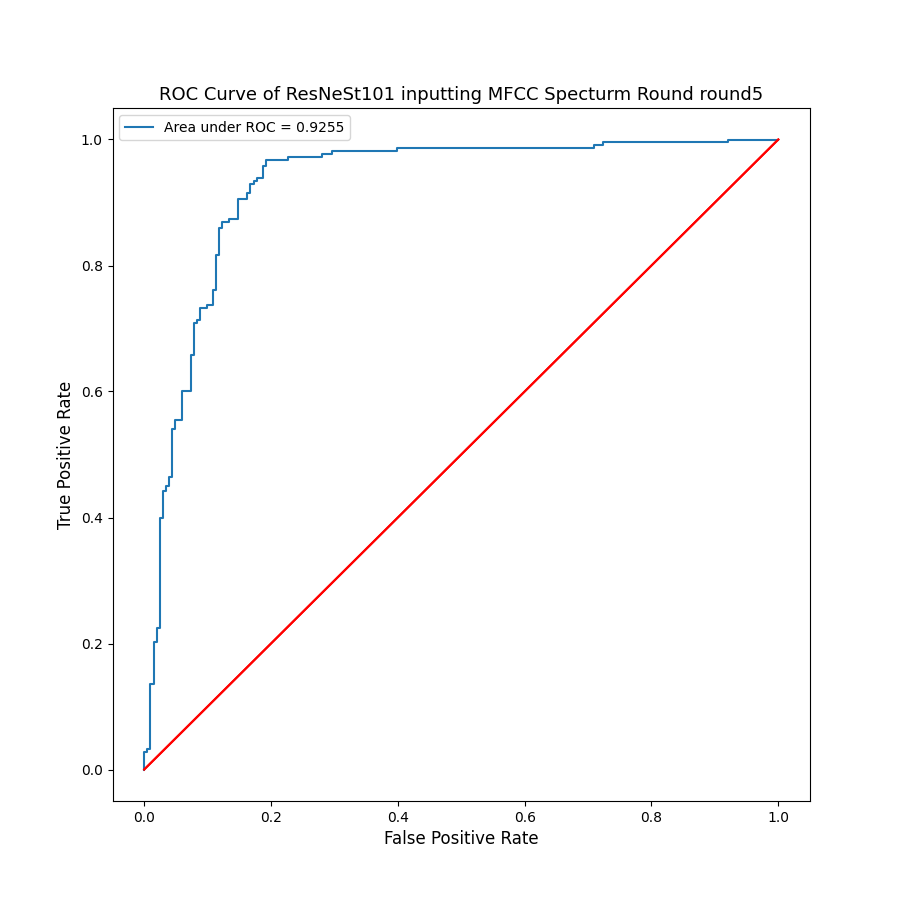 ROC Curve of ResNeSt101 inputting MFCC Specturm Round round5
Area under ROC = 0.9255
1.0
0.8
0.6
0.4
0.2
0.0
True Positive Rate
0.0 0.2 0.4 0.6 0.8 1.0
False Positive Rate